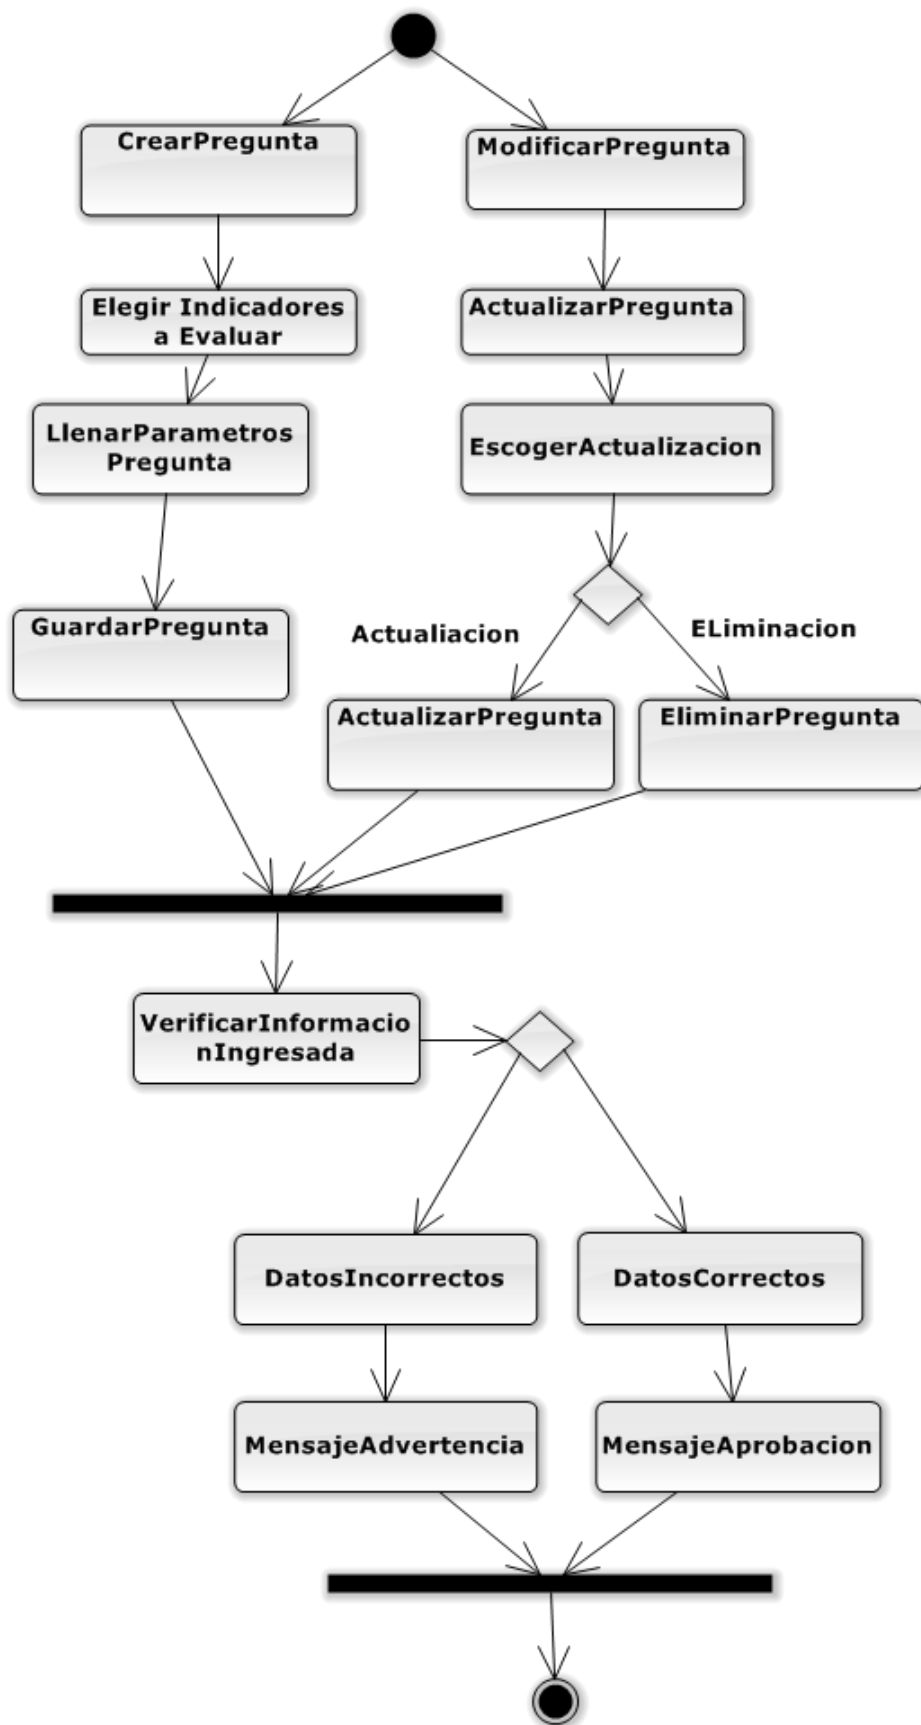 CrearPregunta
ModificarPregunta
Elegir Indicadores
a Evaluar
ActualizarPregunta
LlenarParametros
Pregunta
EscogerActualizacion
GuardarPregunta
Actualiacion
ELiminacion
ActualizarPregunta
EliminarPregunta
VerificarInformacio
nIngresada
DatosIncorrectos
DatosCorrectos
MensajeAdvertencia
MensajeAprobacion